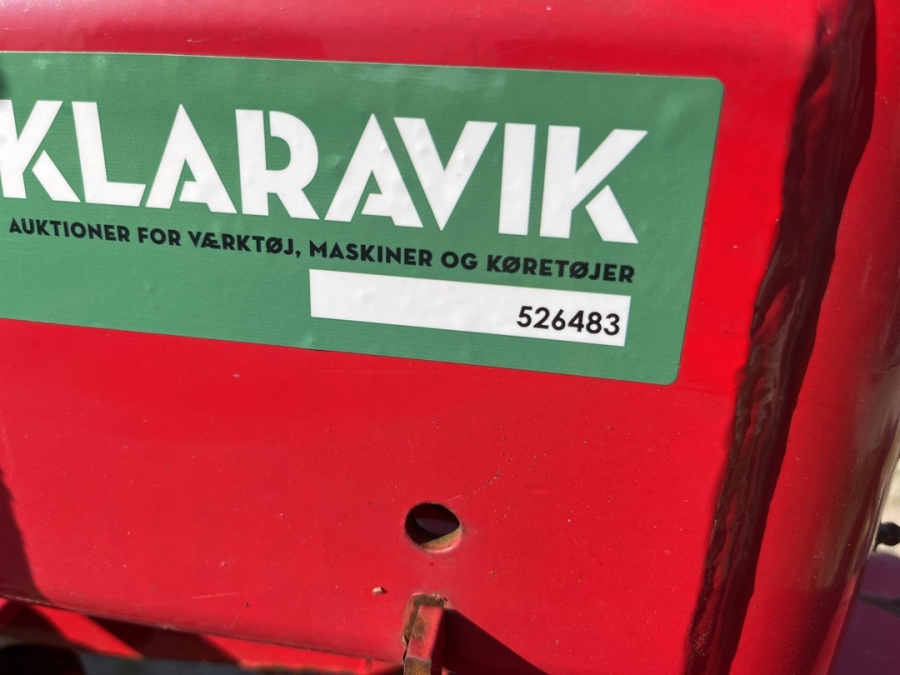 KLARAVIK
AUKTIONER FOR VÆRKTØJ, MASKINER OG KØRETØJER
526483